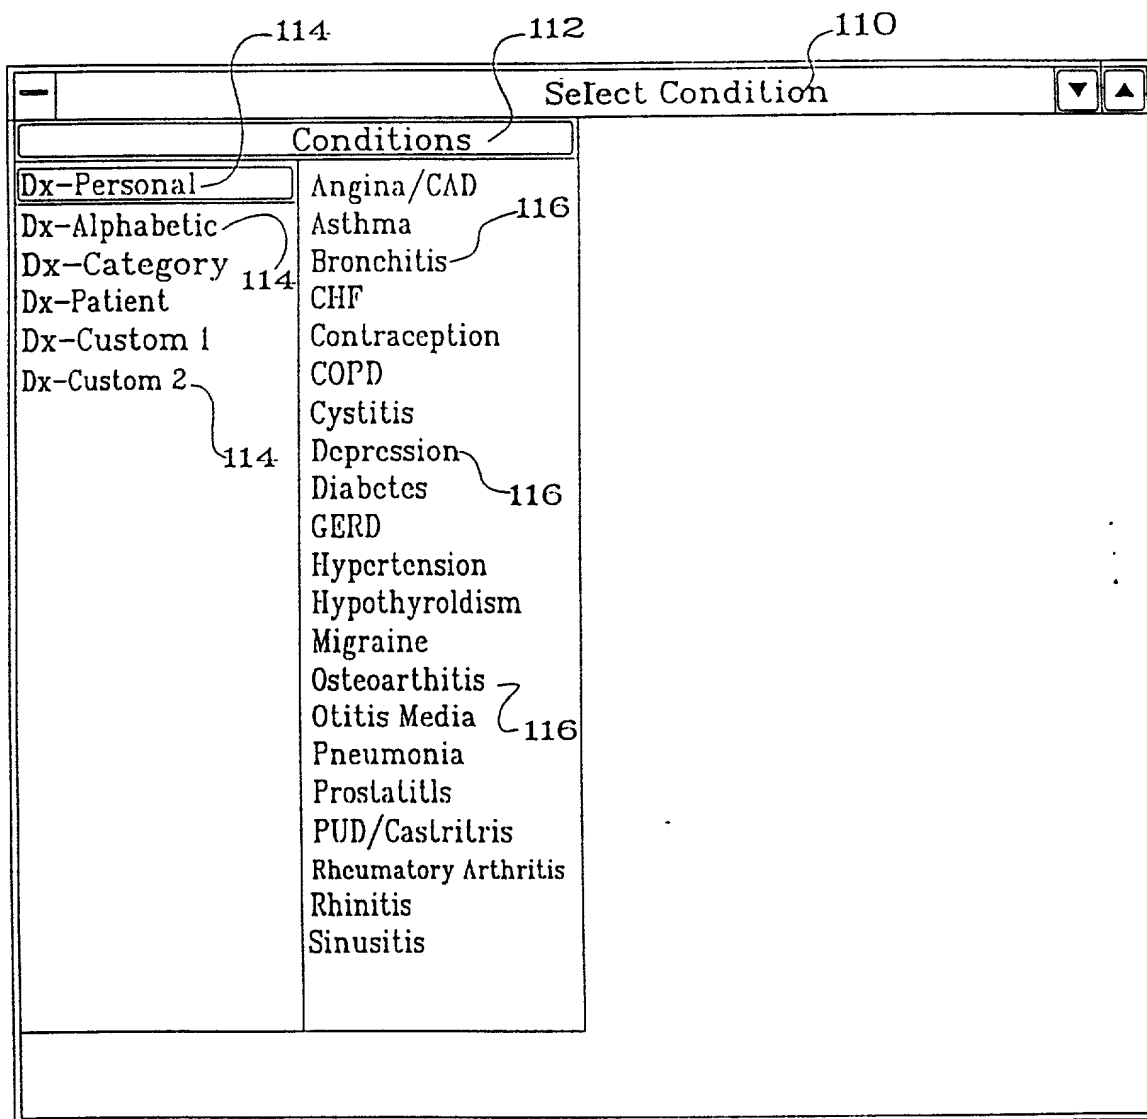 114 112 110
Select Condition
Conditions
Dx-Personal
Dx-Alphabetic
114
Dx-Category
Dx-Patient
Dx-Custom 1
Dx-Custom 2
114
Angina/CAD
Asthma
116
Bronchitis
CHF
Contraception
COPD
Cystitis
Depression
Diabetes
116
GERD
Hypertension
Hypothyroldism
Migraine
Osteoarthitis
Otitis Media
116
Pneumonia
Prostatitls
PUD/Castritris
Rheumatory Arthritis
Rhinitis
Sinusitis